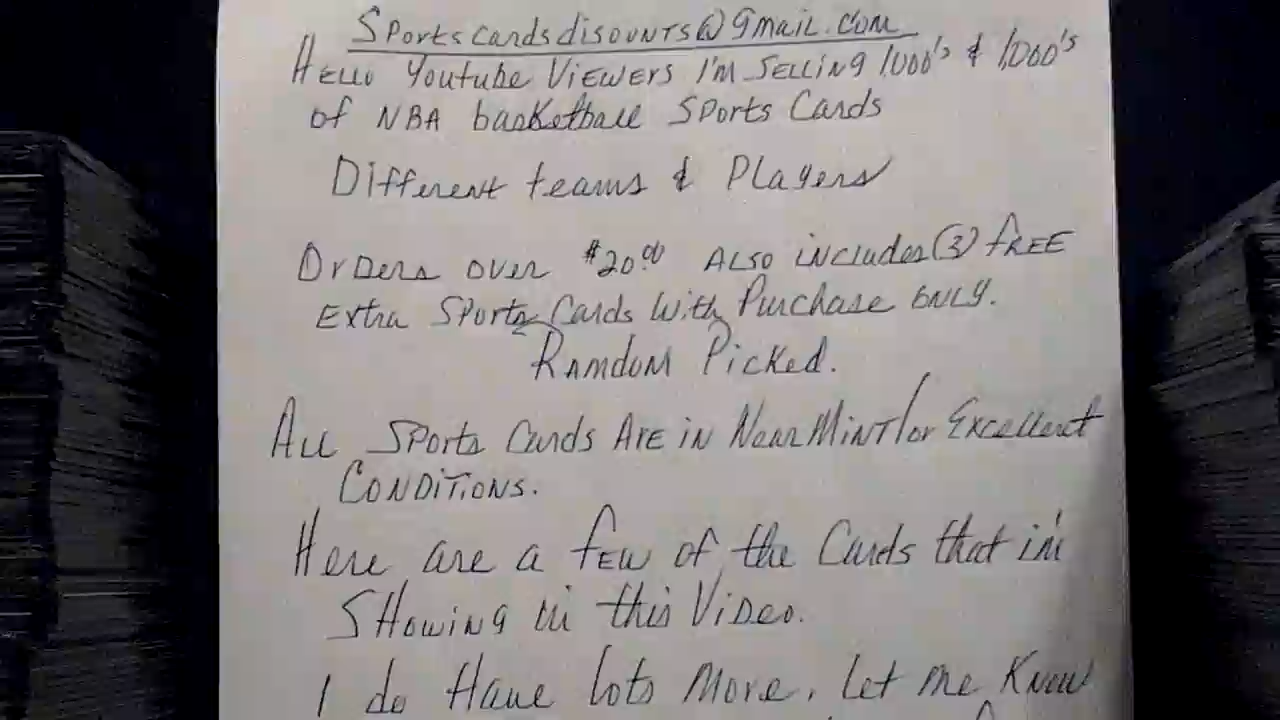 Sportscardsdisounts@gmail.com
Hello Youtube Viewers I'm Selling 1,000's & 1,000's
of NBA basketball Sports Cards
Different teams & Players
Orders over $20.00 Also includes (3) FREE
Extra Sports Cards With Purchase ONLY.
Ramdom Picked.
All Sports Cards Are in Near Mint/or Excellent
Conditions.
Here are a few of the Cards that i'm
Showing in this Video.
I do Have lots More, Let me Know